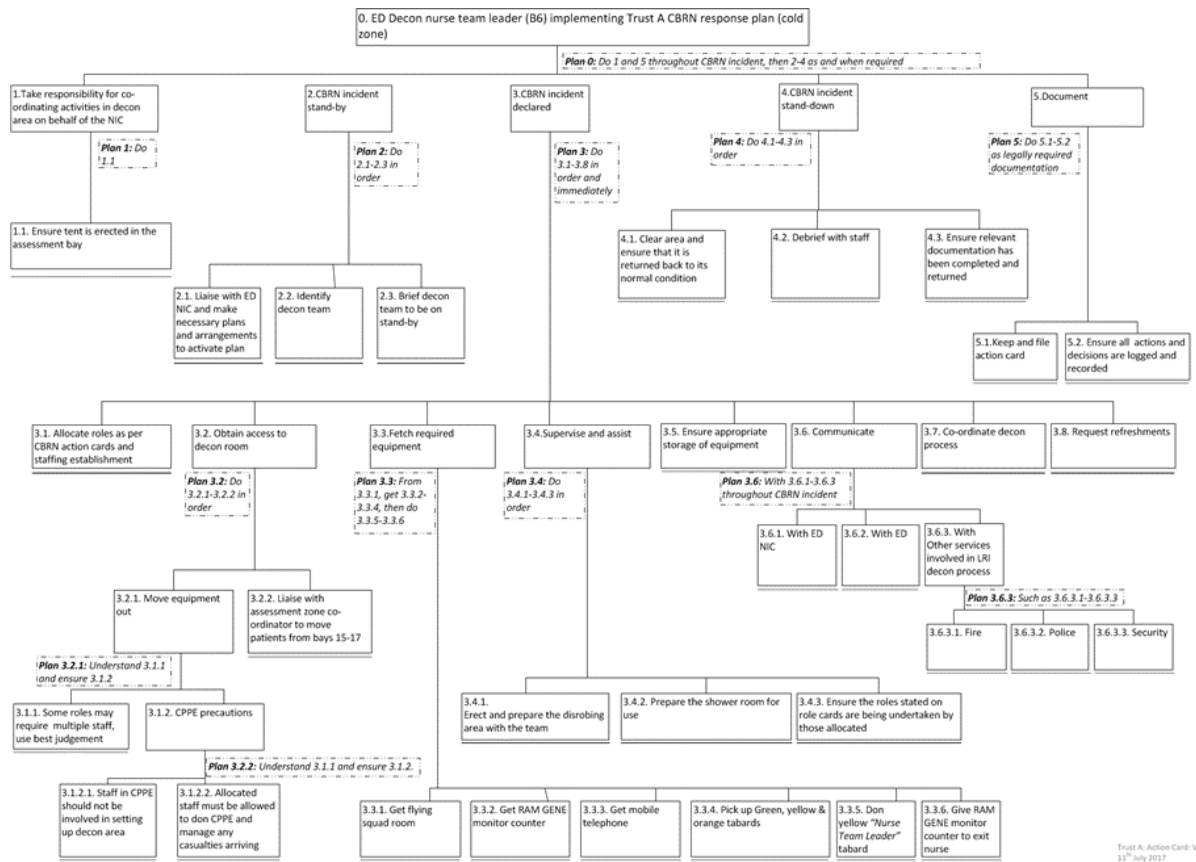 0. ED Decon nurse team leader (B6) implementing Trust A CBRN response plan (cold
zone)
Plan 0: Do 1 and 5 throughout CBRN incident, then 2-4 as and when required
1.Take responsibility for co-
ordinating activities in decon
area on behalf of the NIC
2.CBRN incident
stand-by
3.CBRN incident
declared
4.CBRN incident
stand-down
5.Document
Plan 1: Do
1.1
Plan 2: Do
2.1-2.3 in
order
Plan 3: Do
3.1-3.8 in
order and
immediately
Plan 4: Do 4.1-4.3 in
order
Plan 5: Do 5.1-5.2
as legally required
documentation
1.1. Ensure tent is erected in the
assessment bay
4.1. Clear area and
ensure that it is
returned back to its
normal condition
4.2. Debrief with staff
4.3. Ensure relevant
documentation has
been completed and
returned
2.1. Liaise with ED
NIC and make
necessary plans
and arrangements
to activate plan
2.2. Identify
decon team
2.3. Brief decon
team to be on
stand-by
5.1.Keep and file
action card
5.2. Ensure all actions and
decisions are logged and
recorded
3.1. Allocate roles as per
CBRN action cards and
staffing establishment
3.2. Obtain access to
decon room
3.3.Fetch required
equipment
3.4.Supervise and assist
3.5. Ensure appropriate
storage of equipment
3.6. Communicate
3.7. Co-ordinate decon
process
3.8. Request refreshments
Plan 3.2: Do
3.2.1-3.2.2 in
order
Plan 3.3: From
3.3.1, get 3.3.2-
3.3.4, then do
3.3.5-3.3.6
Plan 3.4: Do
3.4.1-3.4.3 in
order
Plan 3.6: With 3.6.1-3.6.3
throughout CBRN incident
3.6.1. With ED
NIC
3.6.2. With ED
3.6.3. With
Other services
involved in LRI
decon process
Plan 3.6.3: Such as 3.6.3.1-3.6.3.3
3.6.3.1. Fire
3.6.3.2. Police
3.6.3.3. Security
3.2.1. Move equipment
out
3.2.2. Liaise with
assessment zone co-
ordinator to move
patients from bays 15-17
Plan 3.2.1: Understand 3.1.1
and ensure 3.1.2
3.1.1. Some roles may
require multiple staff,
use best judgement
3.1.2. CPPE precautions
3.4.1.
Erect and prepare the disrobing
area with the team
3.4.2. Prepare the shower room for
use
3.4.3. Ensure the roles stated on
role cards are being undertaken by
those allocated
Plan 3.2.2: Understand 3.1.1 and ensure 3.1.2.
3.1.2.1. Staff in CPPE
should not be
involved in setting
up decon area
3.1.2.2. Allocated
staff must be allowed
to don CPPE and
manage any
casualties arriving
3.3.1. Get flying
squad room
3.3.2. Get RAM GENE
monitor counter
3.3.3. Get mobile
telephone
3.3.4. Pick up Green, yellow &
orange tabards
3.3.5. Don
yellow "Nurse
Team Leader"
tabard
3.3.6. Give RAM
GENE monitor
counter to exit
nurse
Trust A: Action Card: V
11th July 2017